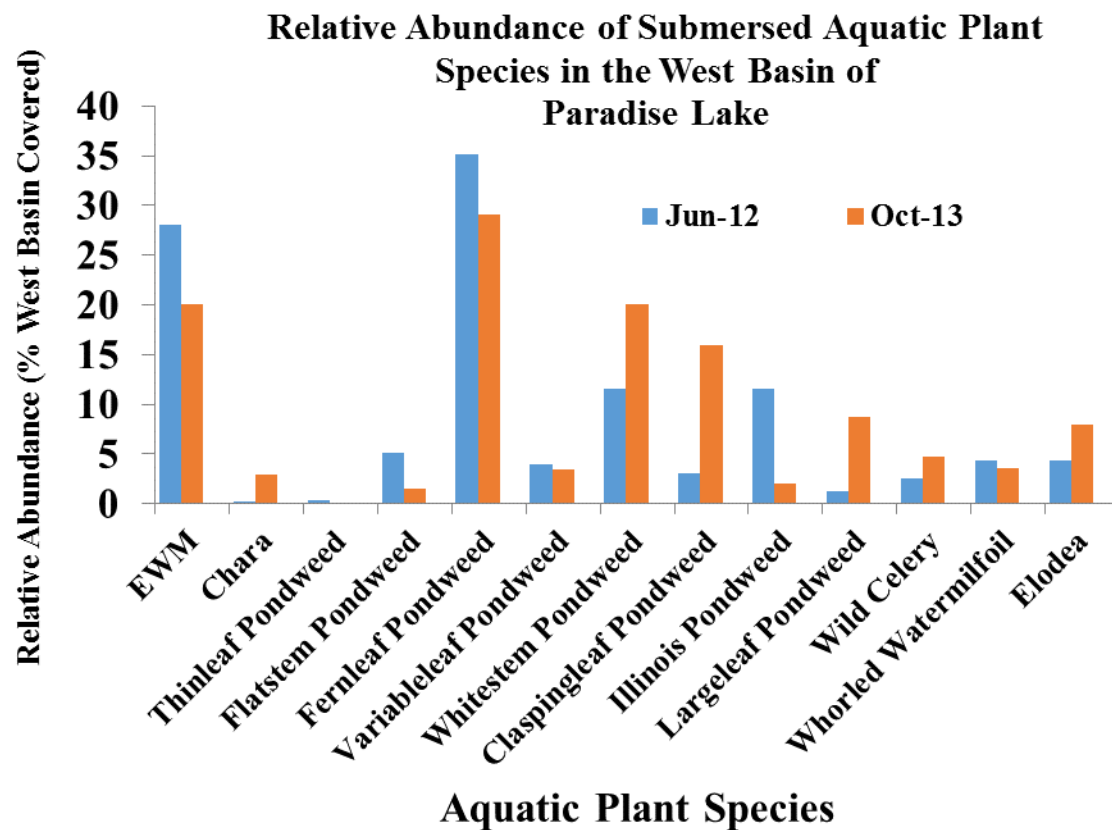 Relative Abundance of Submersed Aquatic Plant
Species in the West Basin of
Paradise Lake
Relative Abundance (% West Basin Covered)
40
35
30
25
20
15
10
5
0
Jun-12
Oct-13
EWM
Chara
Thinleaf Pondweed
Flatstem Pondweed
Fernleaf Pondweed
Variableleaf Pondweed
Whitestem Pondweed
Claspingleaf Pondweed
Illinois Pondweed
Largeleaf Pondweed
Wild Celery
Whorled Watermilfoil
Elodea
Aquatic Plant Species